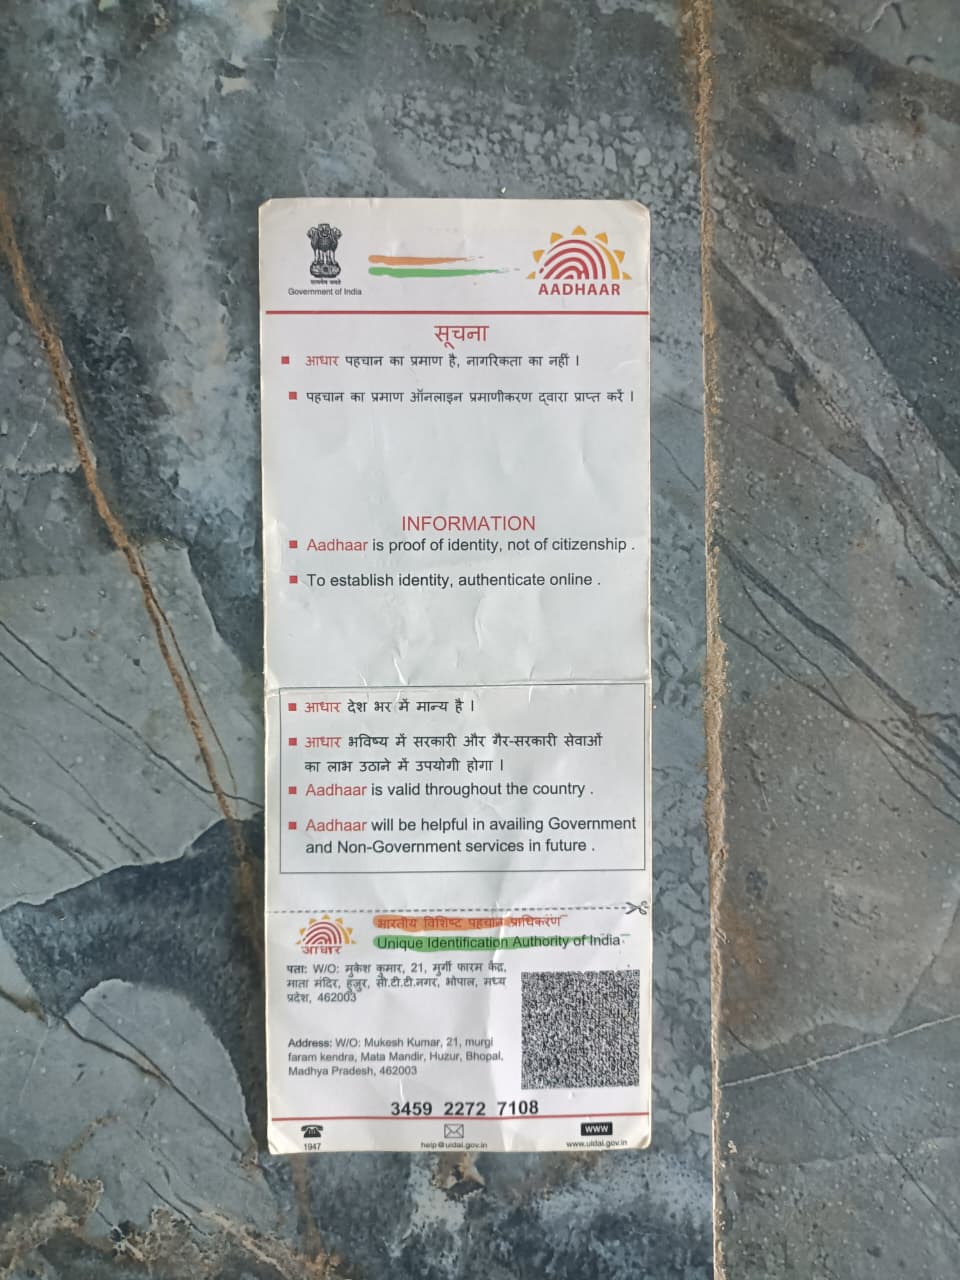 सत्यमेव जयते
Government of India
AADHAAR
सूचना
आधार पहचान का प्रमाण है, नागरिकता का नहीं ।
पहचान का प्रमाण ऑनलाइन प्रमाणीकरण द्वारा प्राप्त करें ।
INFORMATION
Aadhaar is proof of identity, not of citizenship .
To establish identity, authenticate online .
आधार देश भर में मान्य है ।
आधार भविष्य में सरकारी और गैर-सरकारी सेवाओं
का लाभ उठाने में उपयोगी होगा ।
Aadhaar is valid throughout the country .
Aadhaar will be helpful in availing Government
and Non-Government services in future .
आधार
भारतीय विशिष्ट पहचान प्राधिकरण
Unique Identification Authority of India
पता: W/O: मुकेश कुमार, 21, मुर्गी फारम केंद्र,
माता मंदिर, हुजुर, सी.टी.टी.नगर, भोपाल, मध्य
प्रदेश, 462003
Address: W/O: Mukesh Kumar, 21, murgi
faram kendra, Mata Mandir, Huzur, Bhopal,
Madhya Pradesh, 462003
3459 2272 7108
1947
help@uidai.gov.in
WWW
www.uidai.gov.in